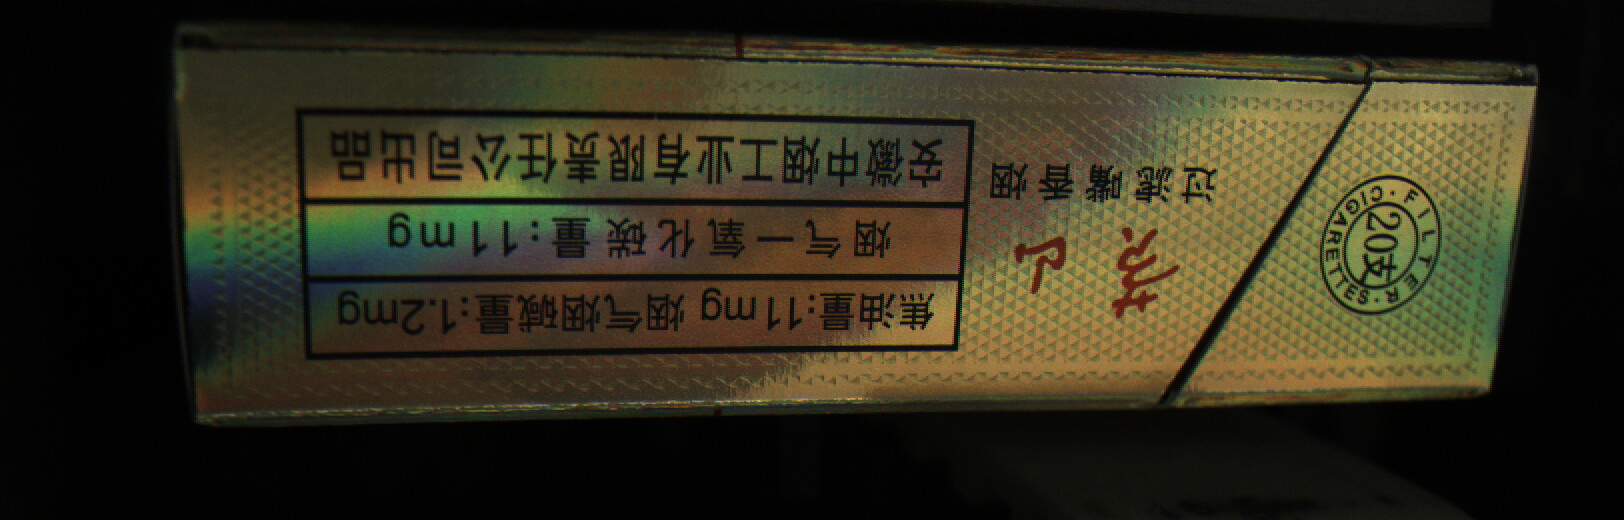 焦油量:11mg 烟气烟碱量:1.2mg
烟气一氧化碳量:11mg
安徽中烟工业有限责任公司出品
黄山
过滤嘴香烟
·FILTER·CIGARETTES
20支